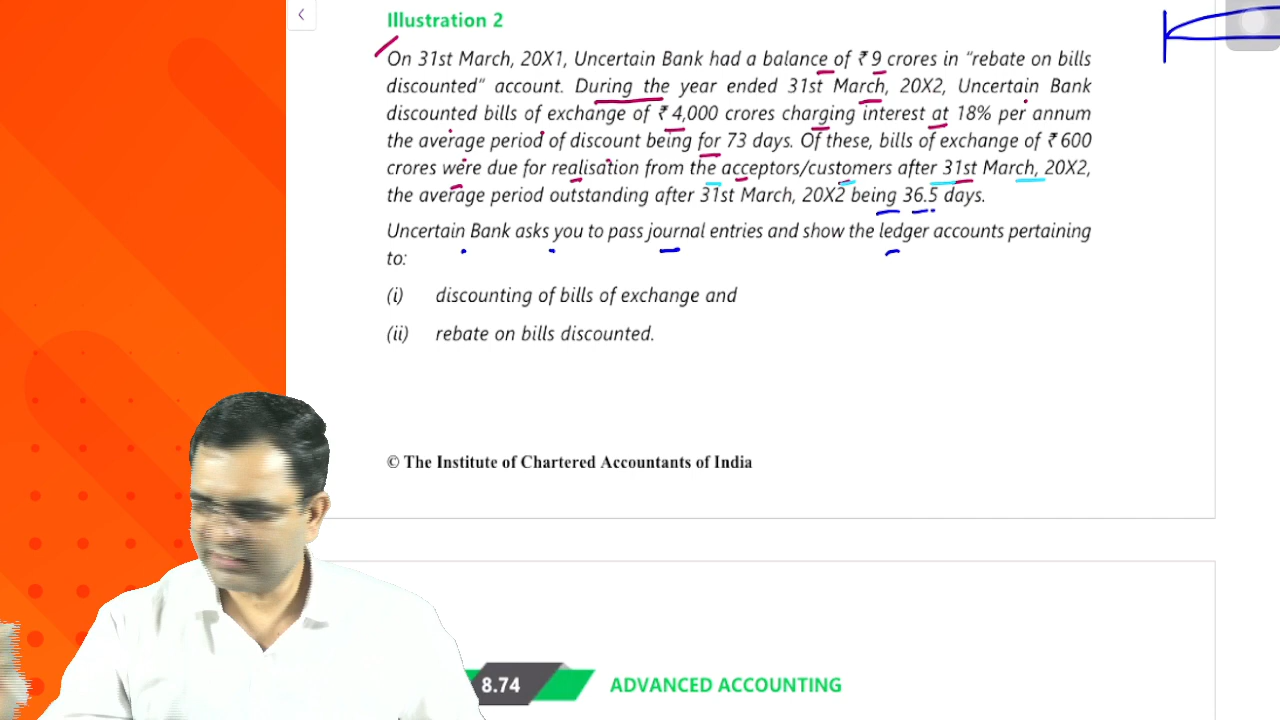 Illustration 2
On 31st March, 20X1, Uncertain Bank had a balance of ₹ 9 crores in “rebate on bills
discounted” account. During the year ended 31st March, 20X2, Uncertain Bank
discounted bills of exchange of ₹ 4,000 crores charging interest at 18% per annum
the average period of discount being for 73 days. Of these, bills of exchange of ₹ 600
crores were due for realisation from the acceptors/customers after 31st March, 20X2,
the average period outstanding after 31st March, 20X2 being 36.5 days.
Uncertain Bank asks you to pass journal entries and show the ledger accounts pertaining
to:
(i) discounting of bills of exchange and
(ii) rebate on bills discounted.
© The Institute of Chartered Accountants of India
8.74 ADVANCED ACCOUNTING